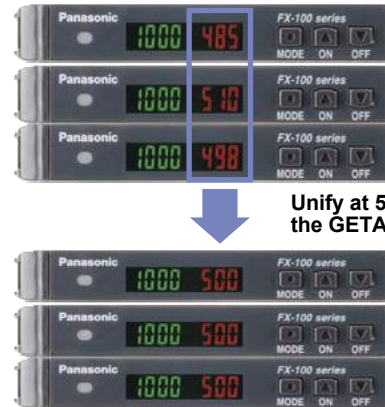 Panasonic 1000 485 FX-100 series
MODE ON OFF
Panasonic 1000 510 FX-100 series
MODE ON OFF
Panasonic 1000 498 FX-100 series
MODE ON OFF
Unify at 5
the GETA
Panasonic 1000 500 FX-100 series
MODE ON OFF
Panasonic 1000 500 FX-100 series
MODE ON OFF
Panasonic 1000 500 FX-100 series
MODE ON OFF